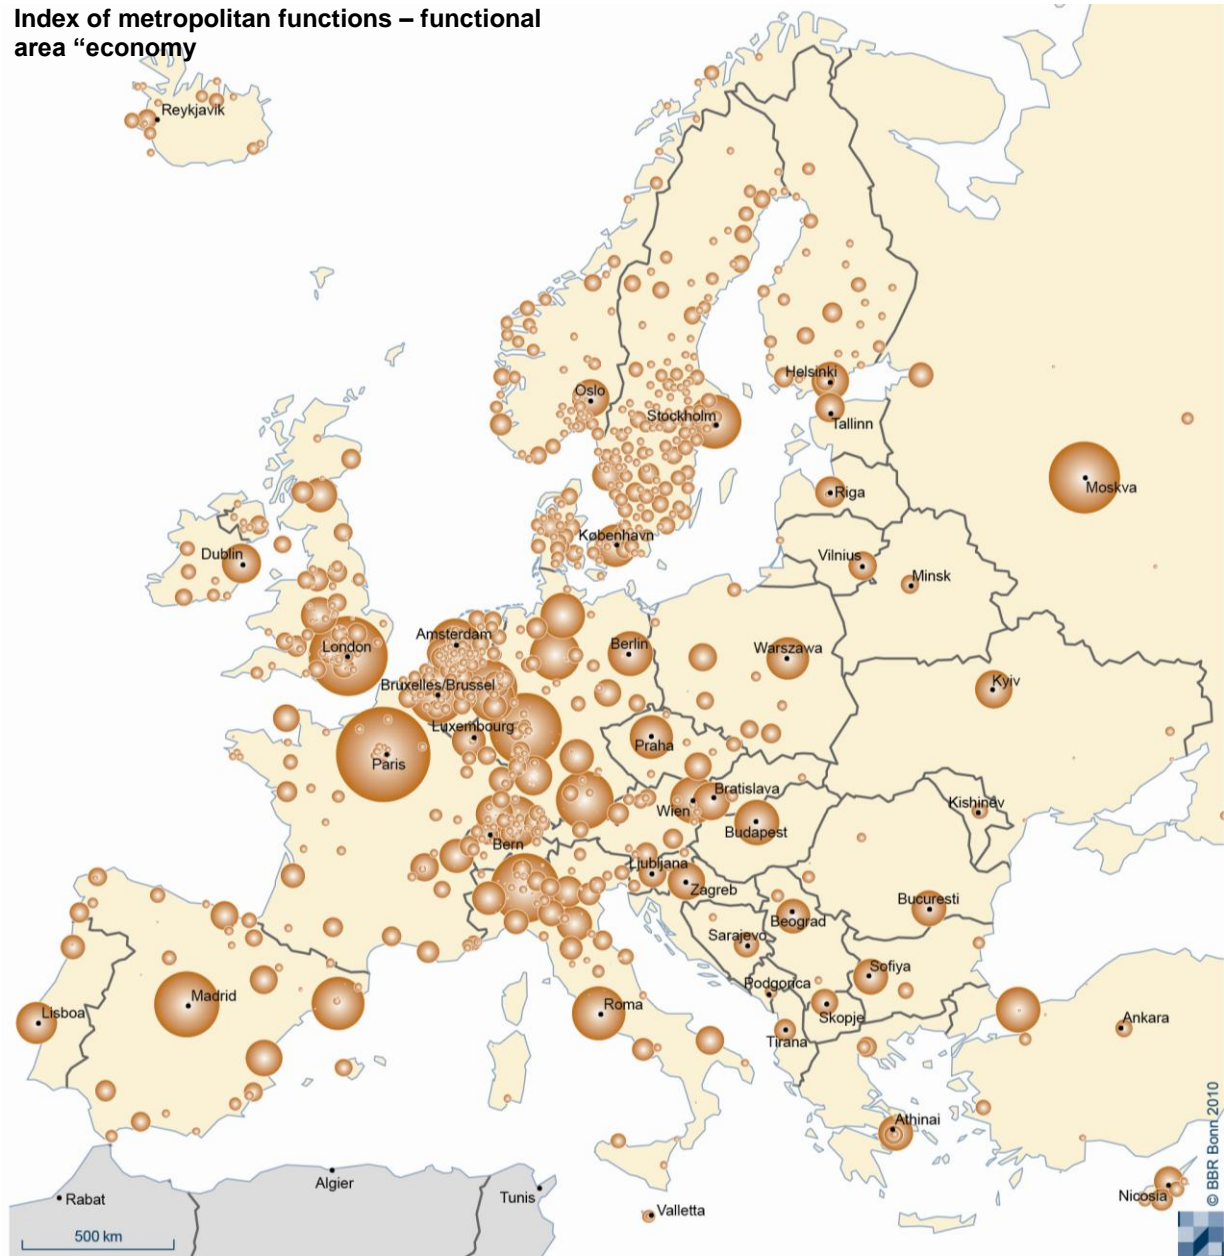 Index of metropolitan functions – functional
area “economy
Reykjavik
Oslo
Helsinki
Stockholm
Tallinn
Moskva
Riga
København
Dublin
Vilnius
Minsk
Amsterdam
London
Berlin
Warszawa
Bruxelles/Brussel
Kyiv
Luxembourg
Praha
Paris
Bratislava
Wien
Kishinev
Budapest
Bern
Ljubljana
Zagreb
Bucuresti
Beograd
Sarajevo
Sofiya
Podgorica
Madrid
Lisboa
Roma
Skopje
Ankara
Tirana
Athinai
Algier
Tunis
Rabat
Nicosia
Valletta
500 km
© BBR Bonn 2010